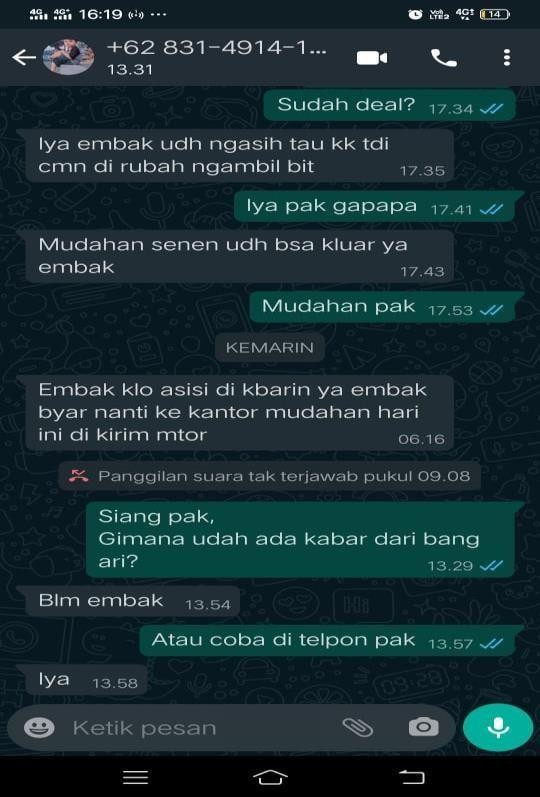 4G 4G+ 16:19
VoLTE2 4G 14
+62 831-4914-1...
13.31
Sudah deal? 17.34
Iya embak udh ngasih tau kk tdi
cmn di rubah ngambil bit 17.35
Iya pak gapapa 17.41
Mudahan senen udh bsa kluar ya
embak 17.43
Mudahan pak 17.53
KEMARIN
Embak klo asisi di kbarin ya embak
byar nanti ke kantor mudahan hari
ini di kirim mtor 06.16
Panggilan suara tak terjawab pukul 09.08
Siang pak,
Gimana udah ada kabar dari bang
ari? 13.29
Blm embak 13.54
Atau coba di telpon pak 13.57
Iya 13.58
Ketik pesan